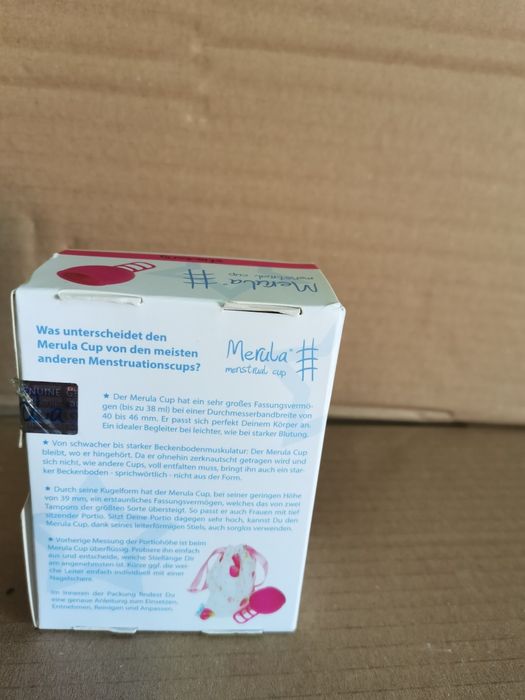 Merula
menstrual cup
Was unterscheidet den
Merula Cup von den meisten
anderen Menstruationscups?
Merula
menstrual cup
★ Der Merula Cup hat ein sehr großes Fassungsvermö-
gen (bis zu 38 ml) bei einer Durchmesserbandbreite von
40 bis 46 mm. Er passt sich perfekt Deinem Körper an.
Ein idealer Begleiter bei leichter, wie bei starker Blutung.
★ Von schwacher bis starker Beckenbodenmuskulatur: Der Merula Cup
bleibt, wo er hingehört. Da er ohnehin zerknautscht getragen wird und
sich nicht, wie andere Cups, voll entfalten muss, bringt ihn auch ein star-
ker Beckenboden - sprichwörtlich - nicht aus der Form.
★ Durch seine Kugelform hat der Merula Cup, bei seiner geringen Höhe
von 39 mm, ein erstaunliches Fassungsvermögen, welches das von zwei
Tampons der größten Sorte übersteigt. So passt er auch Frauen mit tief
sitzender Portio. Sitzt Deine Portio dagegen sehr hoch, kannst Du den
Merula Cup, dank seines leiterförmigen Stiels, auch sorglos verwenden.
★ Vorherige Messung der Portiohöhe ist beim
Merula Cup überflüssig. Probiere ihn einfach
aus und entscheide, welche Stiellänge Dir
am angenehmsten ist. Kürze ggf. die wei-
che Leiter einfach individuell mit einer
Nagelschere.
Im Inneren der Packung findest Du
eine genaue Anleitung zum Einsetzen,
Entnehmen, Reinigen und Anpassen.